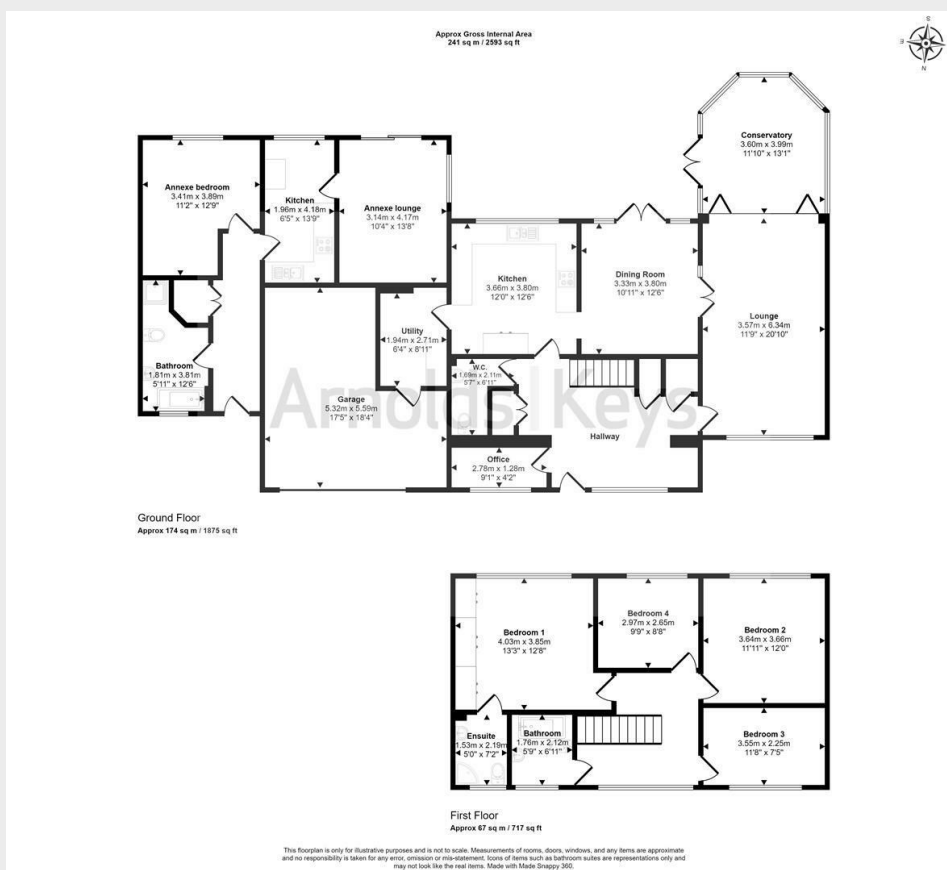 Approx Gross Internal Area
241 sq m / 2593 sq ft
S
E
N
Conservatory
3.60m x 3.99m
11'10" x 13'1"
Annexe bedroom
3.41m x 3.89m
11'2" x 12'9"
Kitchen
1.96m x 4.18m
6'5" x 13'9"
Annexe lounge
3.14m x 4.17m
10'4" x 13'8"
Kitchen
3.66m x 3.80m
12'0" x 12'6"
Dining Room
3.33m x 3.80m
10'11" x 12'6"
Lounge
3.57m x 6.34m
11'9" x 20'10"
Utility
1.94m x 2.71m
6'4" x 8'11"
Bathroom
1.81m x 3.81m
5'11" x 12'6"
W.C.
1.69m x 2.11m
5'7" x 6'11"
Garage
5.32m x 5.59m
17'5" x 18'4"
Arnolds | Keys
Hallway
Office
2.78m x 1.28m
9'1" x 4'2"
Ground Floor
Approx 174 sq m / 1875 sq ft
Bedroom 1
4.03m x 3.85m
13'3" x 12'8"
Bedroom 4
2.97m x 2.65m
9'9" x 8'8"
Bedroom 2
3.64m x 3.66m
11'11" x 12'0"
Ensuite
1.53m x 2.19m
5'0" x 7'2"
Bathroom
1.76m x 2.12m
5'9" x 6'11"
Bedroom 3
3.55m x 2.25m
11'8" x 7'5"
First Floor
Approx 67 sq m / 717 sq ft
This floorplan is only for illustrative purposes and is not to scale. Measurements of rooms, doors, windows, and any items are approximate
and no responsibility is taken for any error, omission or mis-statement. Icons of items such as bathroom suites are representations only and
may not look like the real items. Made with Made Snappy 360.